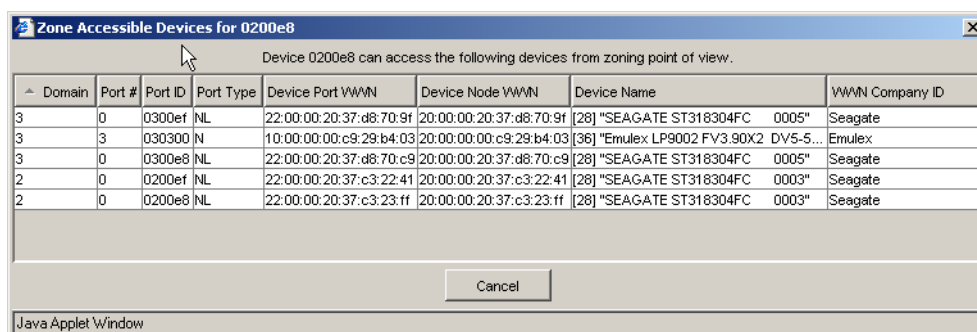 Zone Accessible Devices for 0200e8
Device 0200e8 can access the following devices from zoning point of view.
Domain Port # Port ID Port Type Device Port WWN Device Node WWN Device Name WWN Company ID
3 0 0300ef NL 22:00:00:20:37:d8:70:9f 20:00:00:20:37:d8:70:9f [28] "SEAGATE ST318304FC 0005" Seagate
3 3 030300 N 10:00:00:00:c9:29:b4:03 20:00:00:00:c9:29:b4:03 [36] "Emulex LP9002 FV3.90X2 DV5-5... Emulex
3 0 0300e8 NL 22:00:00:20:37:d8:70:c9 20:00:00:20:37:d8:70:c9 [28] "SEAGATE ST318304FC 0005" Seagate
2 0 0200ef NL 22:00:00:20:37:c3:22:41 20:00:00:20:37:c3:22:41 [28] "SEAGATE ST318304FC 0003" Seagate
2 0 0200e8 NL 22:00:00:20:37:c3:23:ff 20:00:00:20:37:c3:23:ff [28] "SEAGATE ST318304FC 0003" Seagate
Cancel
Java Applet Window